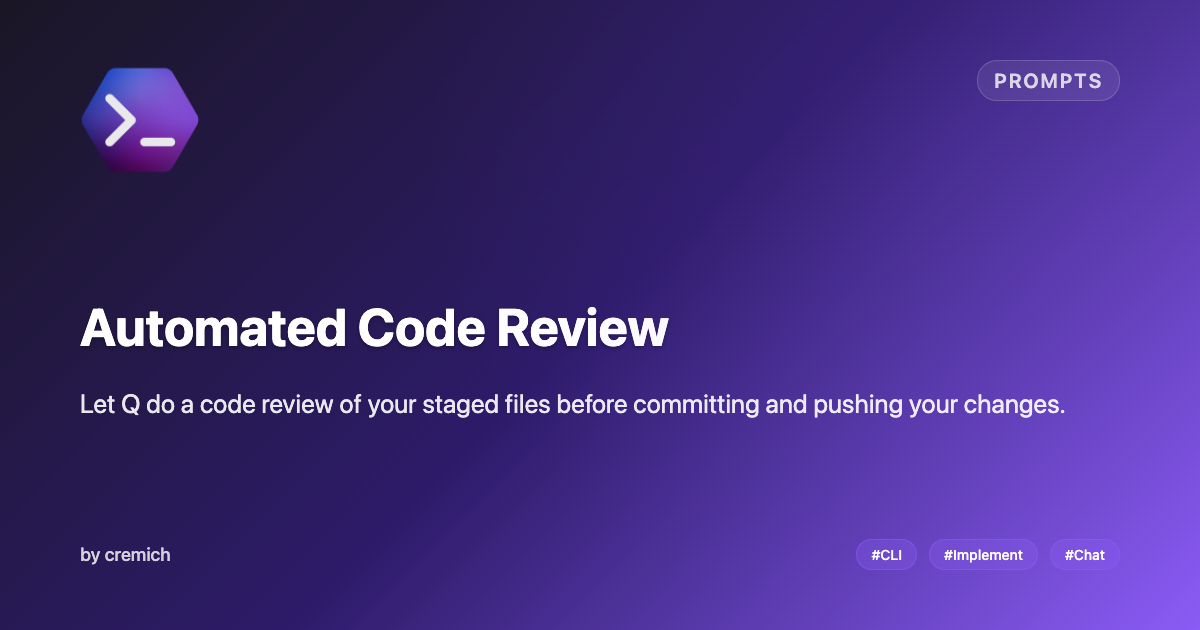 PROMPTS
Automated Code Review
Let Q do a code review of your staged files before committing and pushing your changes.
by cremich
#CLI
#Implement
#Chat